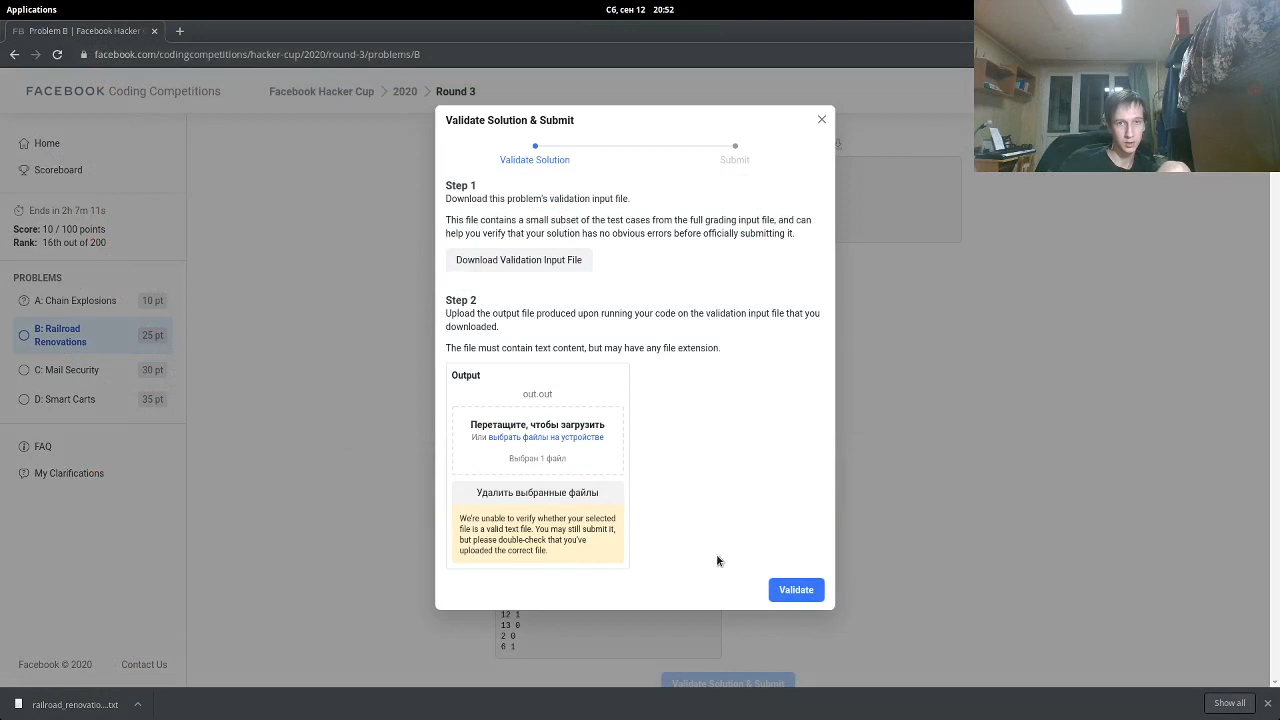 Applications
Сб, сен 12 20:52
FB Problem B | Facebook Hacker
facebook.com/codingcompetitions/hacker-cup/2020/round-3/problems/B
FACEBOOK Coding Competitions
Facebook Hacker Cup > 2020 > Round 3
Home
Scoreboard
Ends in 2h 7m 11s
Score: 10 / 100 points
Rank: 16th out of 200
PROBLEMS
A: Chain Explosions 10 pt
B: Railroad Renovations 25 pt
C: Mail Security 30 pt
D: Smart Carts 35 pt
FAQ
My Clarifications
Facebook © 2020 Contact Us
Validate Solution & Submit
Validate Solution Submit
Step 1
Download this problem's validation input file.
This file contains a small subset of the test cases from the full grading input file, and can
help you verify that your solution has no obvious errors before officially submitting it.
Download Validation Input File
Step 2
Upload the output file produced upon running your code on the validation input file that you
downloaded.
The file must contain text content, but may have any file extension.
Output
out.out
Перетащите, чтобы загрузить
Или выбрать файлы на устройстве
Выбран 1 файл
Удалить выбранные файлы
We're unable to verify whether your selected
file is a valid text file. You may still submit it,
but please double-check that you've
uploaded the correct file.
Validate
12 1
13 0
2 0
6 1
Validate Solution & Submit
railroad_renovatio....txt
Show all